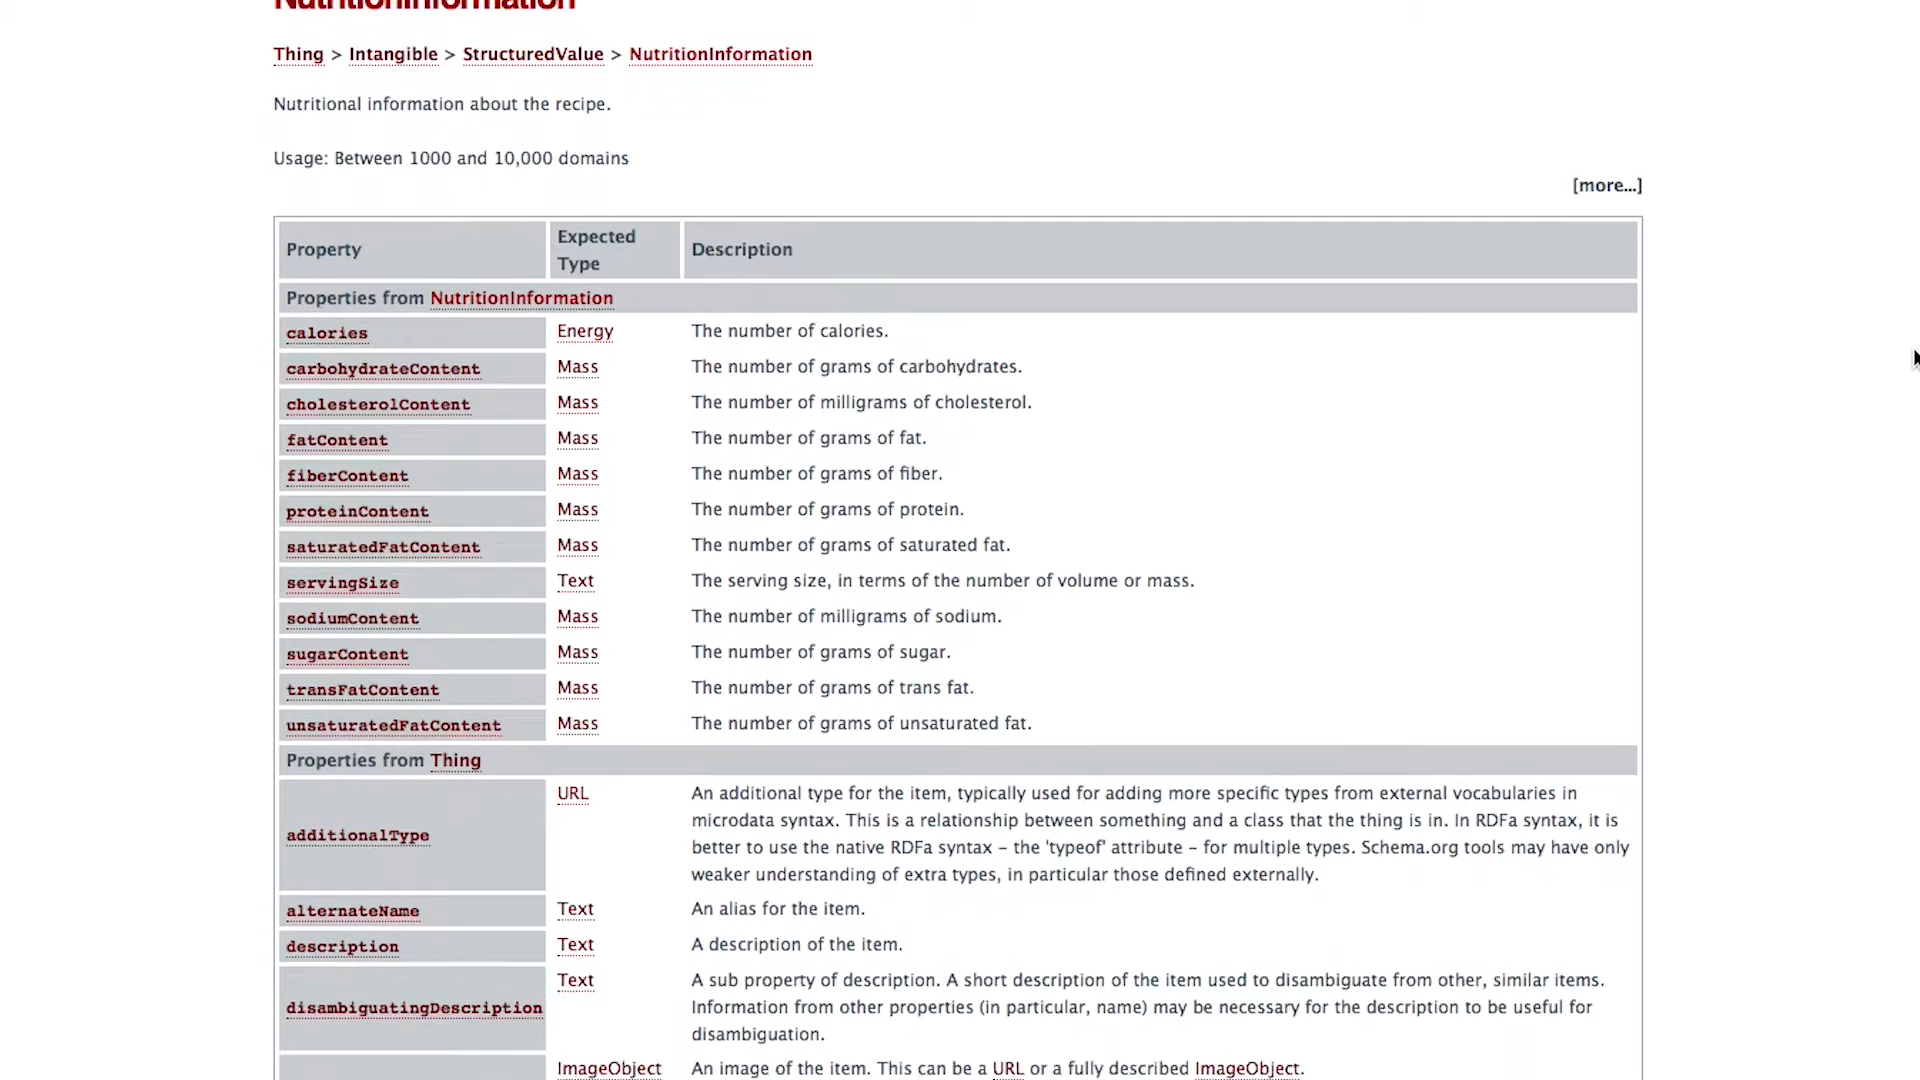 NutritionInformation
Thing > Intangible > StructuredValue > NutritionInformation
Nutritional information about the recipe.
Usage: Between 1000 and 10,000 domains
[more...]
Property Expected Type Description
Properties from NutritionInformation
calories Energy The number of calories.
carbohydrateContent Mass The number of grams of carbohydrates.
cholesterolContent Mass The number of milligrams of cholesterol.
fatContent Mass The number of grams of fat.
fiberContent Mass The number of grams of fiber.
proteinContent Mass The number of grams of protein.
saturatedFatContent Mass The number of grams of saturated fat.
servingSize Text The serving size, in terms of the number of volume or mass.
sodiumContent Mass The number of milligrams of sodium.
sugarContent Mass The number of grams of sugar.
transFatContent Mass The number of grams of trans fat.
unsaturatedFatContent Mass The number of grams of unsaturated fat.
Properties from Thing
additionalType URL An additional type for the item, typically used for adding more specific types from external vocabularies in
microdata syntax. This is a relationship between something and a class that the thing is in. In RDFa syntax, it is
better to use the native RDFa syntax – the 'typeof' attribute – for multiple types. Schema.org tools may have only
weaker understanding of extra types, in particular those defined externally.
alternateName Text An alias for the item.
description Text A description of the item.
disambiguatingDescription Text A sub property of description. A short description of the item used to disambiguate from other, similar items.
Information from other properties (in particular, name) may be necessary for the description to be useful for
disambiguation.
ImageObject An image of the item. This can be a URL or a fully described ImageObject.